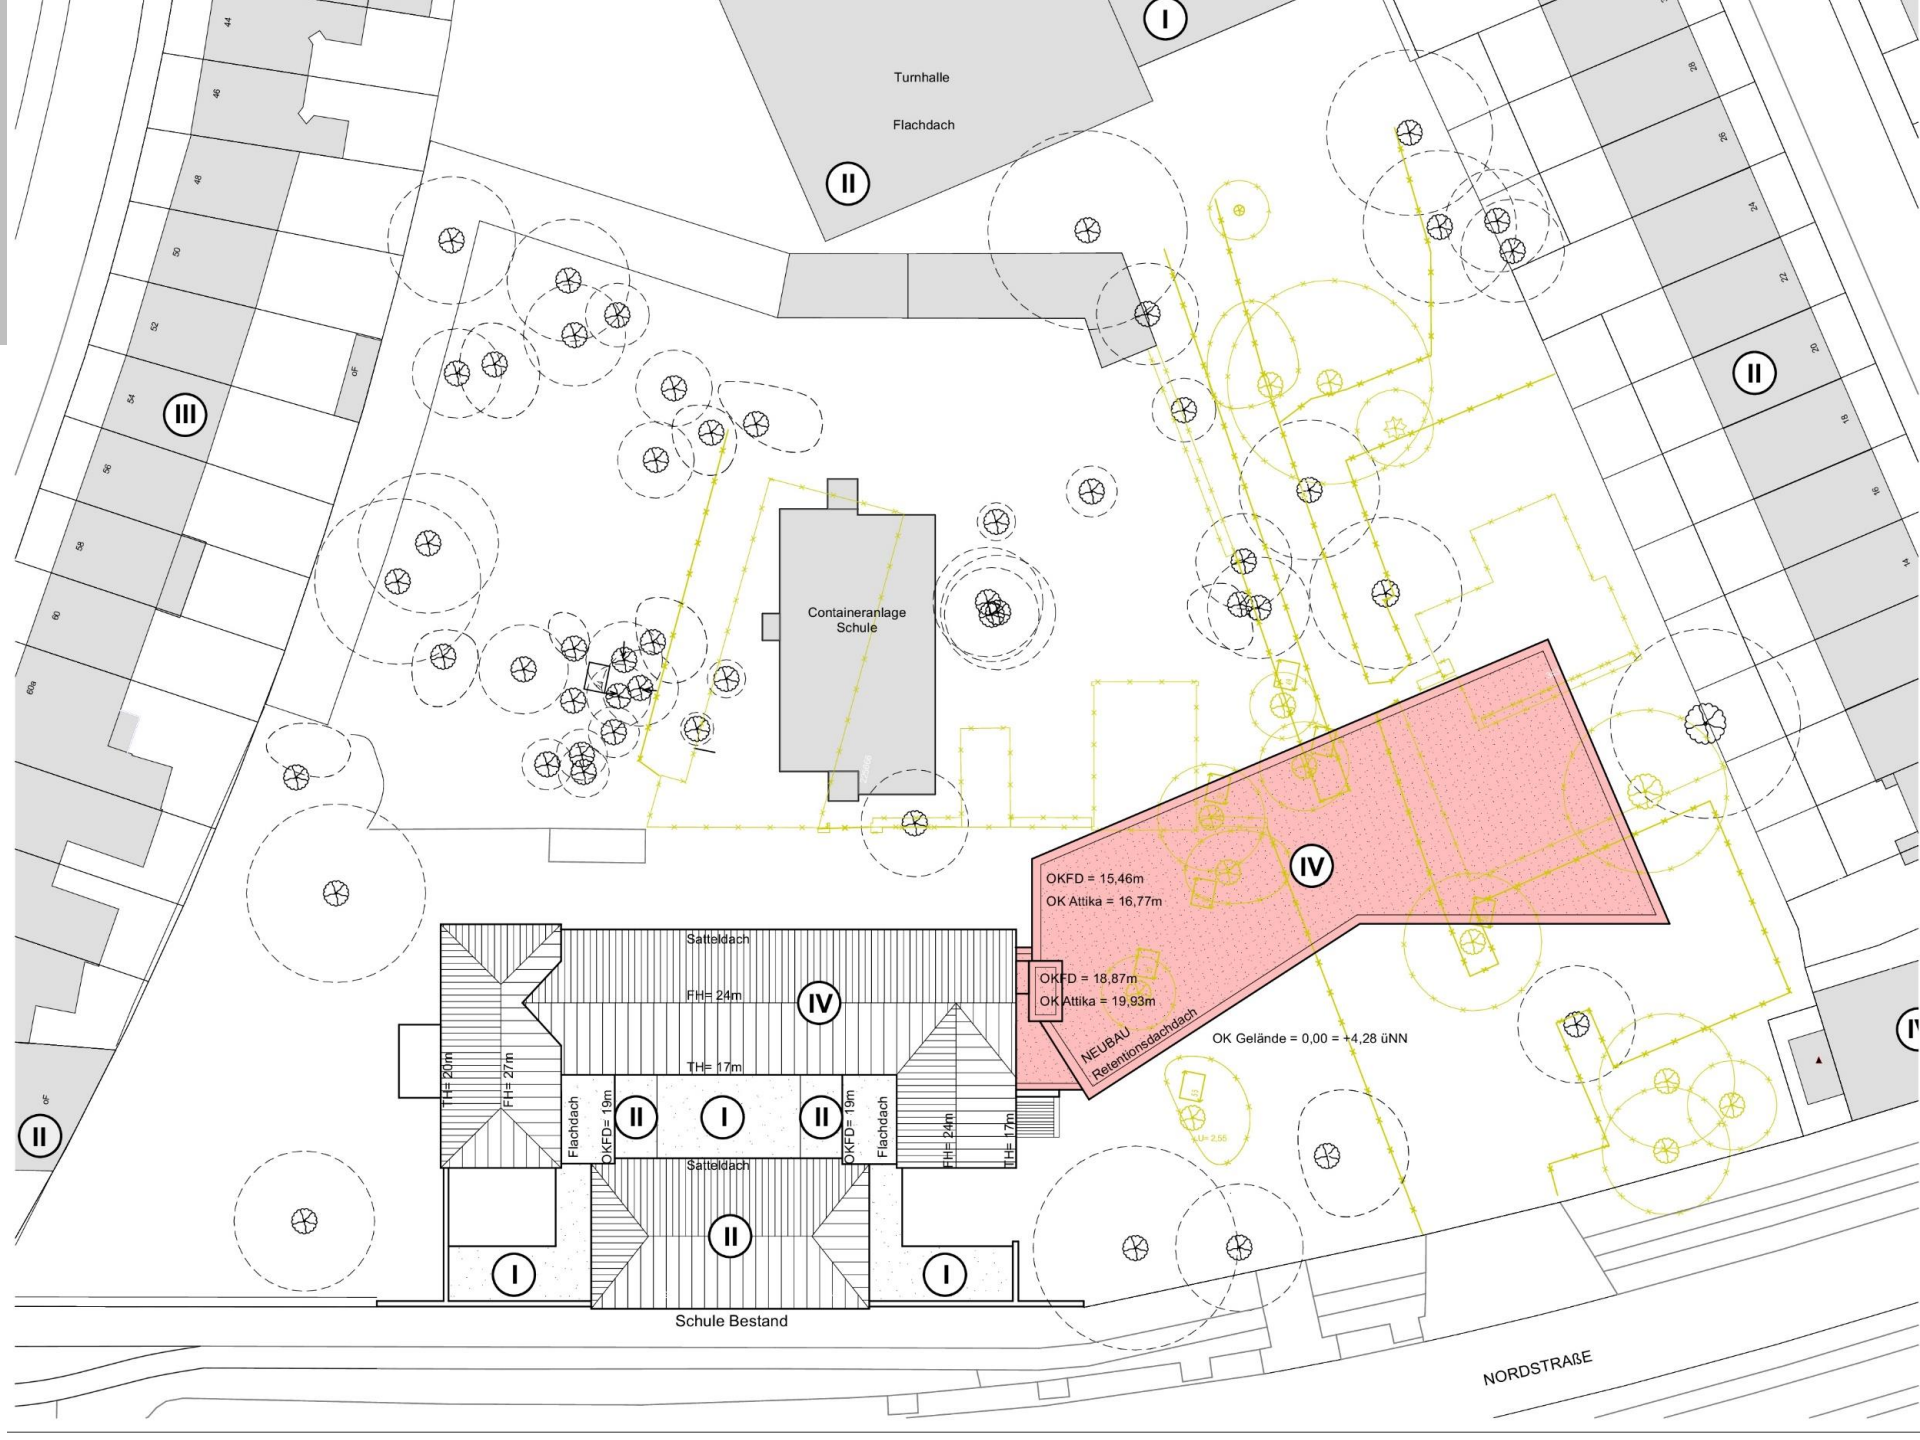 I
44
Turnhalle
28
46
Flachdach
26
48
II
24
50
22
52
oF
20
II
54
18
III
56
16
58
14
Containeranlage
Schule
60
60a
IV
OKFD = 15,46m
OK Attika = 16,77m
Satteldach
OKFD = 18,87m
FH= 24m
IV
OK Attika = 19,93m
NEUBAU
Retentionsdachdach
OK Gelände = 0,00 = +4,28 üNN
TH= 20m
FH= 27m
TH= 17m
oF
II
Flachdach
OKFD= 19m
II
I
II
OKFD= 19m
Flachdach
FH= 24m
TH= 17m
U= 2,55
Satteldach
II
I
I
Schule Bestand
NORDSTRAßE